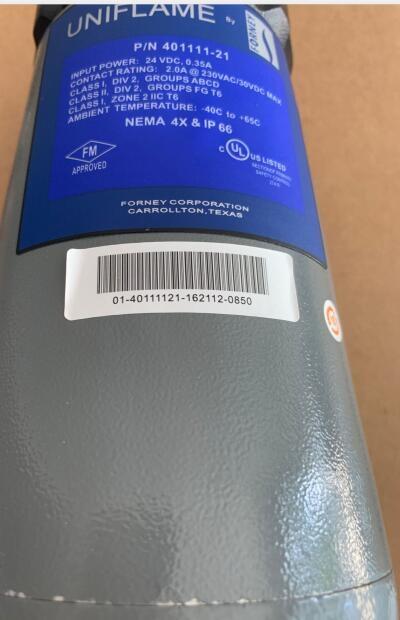 UNIFLAME By FORNEY
P/N 401111-21
INPUT POWER: 24 VDC, 0.35A
CONTACT RATING: 2.0A @ 230VAC/30VDC MAX
CLASS I, DIV 2, GROUPS ABCD
CLASS II, DIV 2, GROUPS FG T6
CLASS I, ZONE 2 IIC T6
AMBIENT TEMPERATURE: -40C to +65C
NEMA 4X & IP 66
FM
APPROVED
C UL US LISTED
FORNEY CORPORATION
CARROLLTON, TEXAS
01-40111121-162112-0850